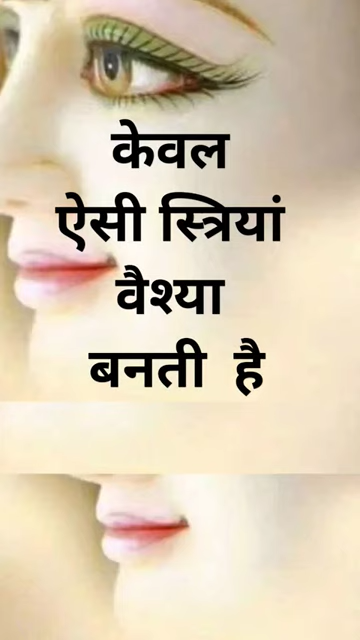 केवल
ऐसी स्त्रियां
वैश्या
बनती है